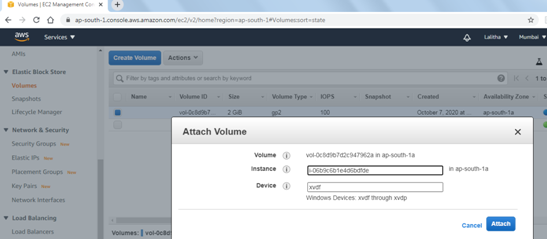 Volumes | EC2 Management Con
ap-south-1.console.aws.amazon.com/ec2/v2/home?region=ap-south-1#Volumes:sort=state
aws Services Lalitha Mumbai
AMIs
Elastic Block Store
Volumes
Snapshots
Lifecycle Manager
Network & Security
Security Groups New
Elastic IPs New
Placement Groups New
Key Pairs New
Network Interfaces
Load Balancing
Load Balancers
Create Volume Actions
Filter by tags and attributes or search by keyword
1 to
Name Volume ID Size Volume Type IOPS Snapshot Created Availability Zone S
vol-0c8d9b7... 2 GiB gp2 100 October 7, 2020 at ... ap-south-1a
Attach Volume
Volume vol-0c8d9b7d2c947962a in ap-south-1a
Instance i-06b9c6b1e4d6bdfde in ap-south-1a
Device xvdf
Windows Devices: xvdf through xvdp
Cancel Attach
Volumes: vol-0c8d